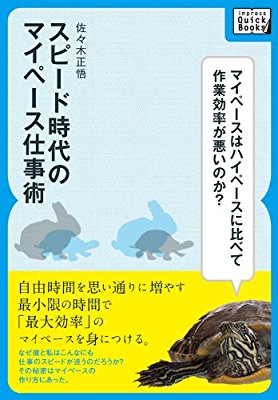 impress
Quick
Books
マイペースはハイペースに比べて
作業効率が悪いのか?
佐々木正悟
スピード時代の
マイペース仕事術
自由時間を思い通りに増やす
最小限の時間で
「最大効率」の
マイペースを身につける。
なぜ彼と私はこんなにも
仕事のスピードが違うのだろうか?
その秘密はマイペースの
作り方にあった。